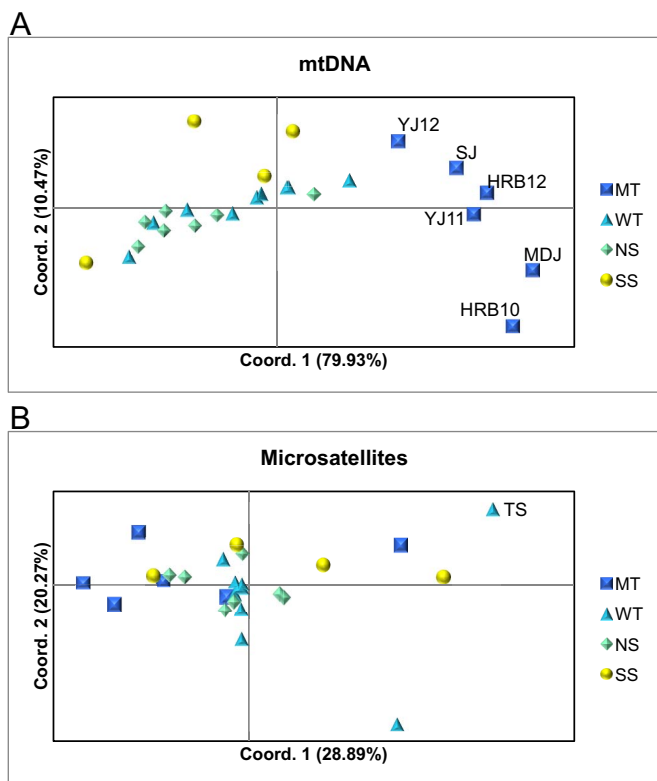 A
mtDNA
YJ12
SJ
HRB12
YJ11
MDJ
HRB10
MT
WT
NS
SS
Coord. 2 (10.47%)
Coord. 1 (79.93%)
B
Microsatellites
TS
MT
WT
NS
SS
Coord. 2 (20.27%)
Coord. 1 (28.89%)